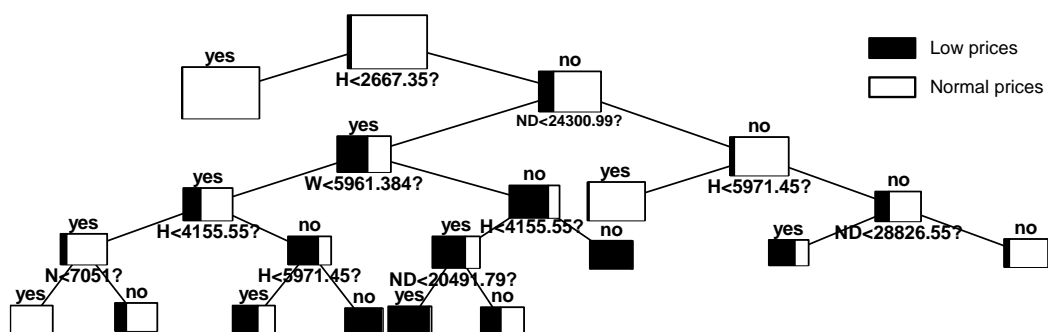 yes
H<2667.35?
no
ND<24300.99?
Low prices
Normal prices
yes
W<5961.384?
no
H<5971.45?
yes
H<4155.55?
no
H<4155.55?
yes
no
ND<28826.55?
yes
N<7051?
no
H<5971.45?
yes
ND<20491.79?
no
yes
no
yes
no
yes
no
yes
no